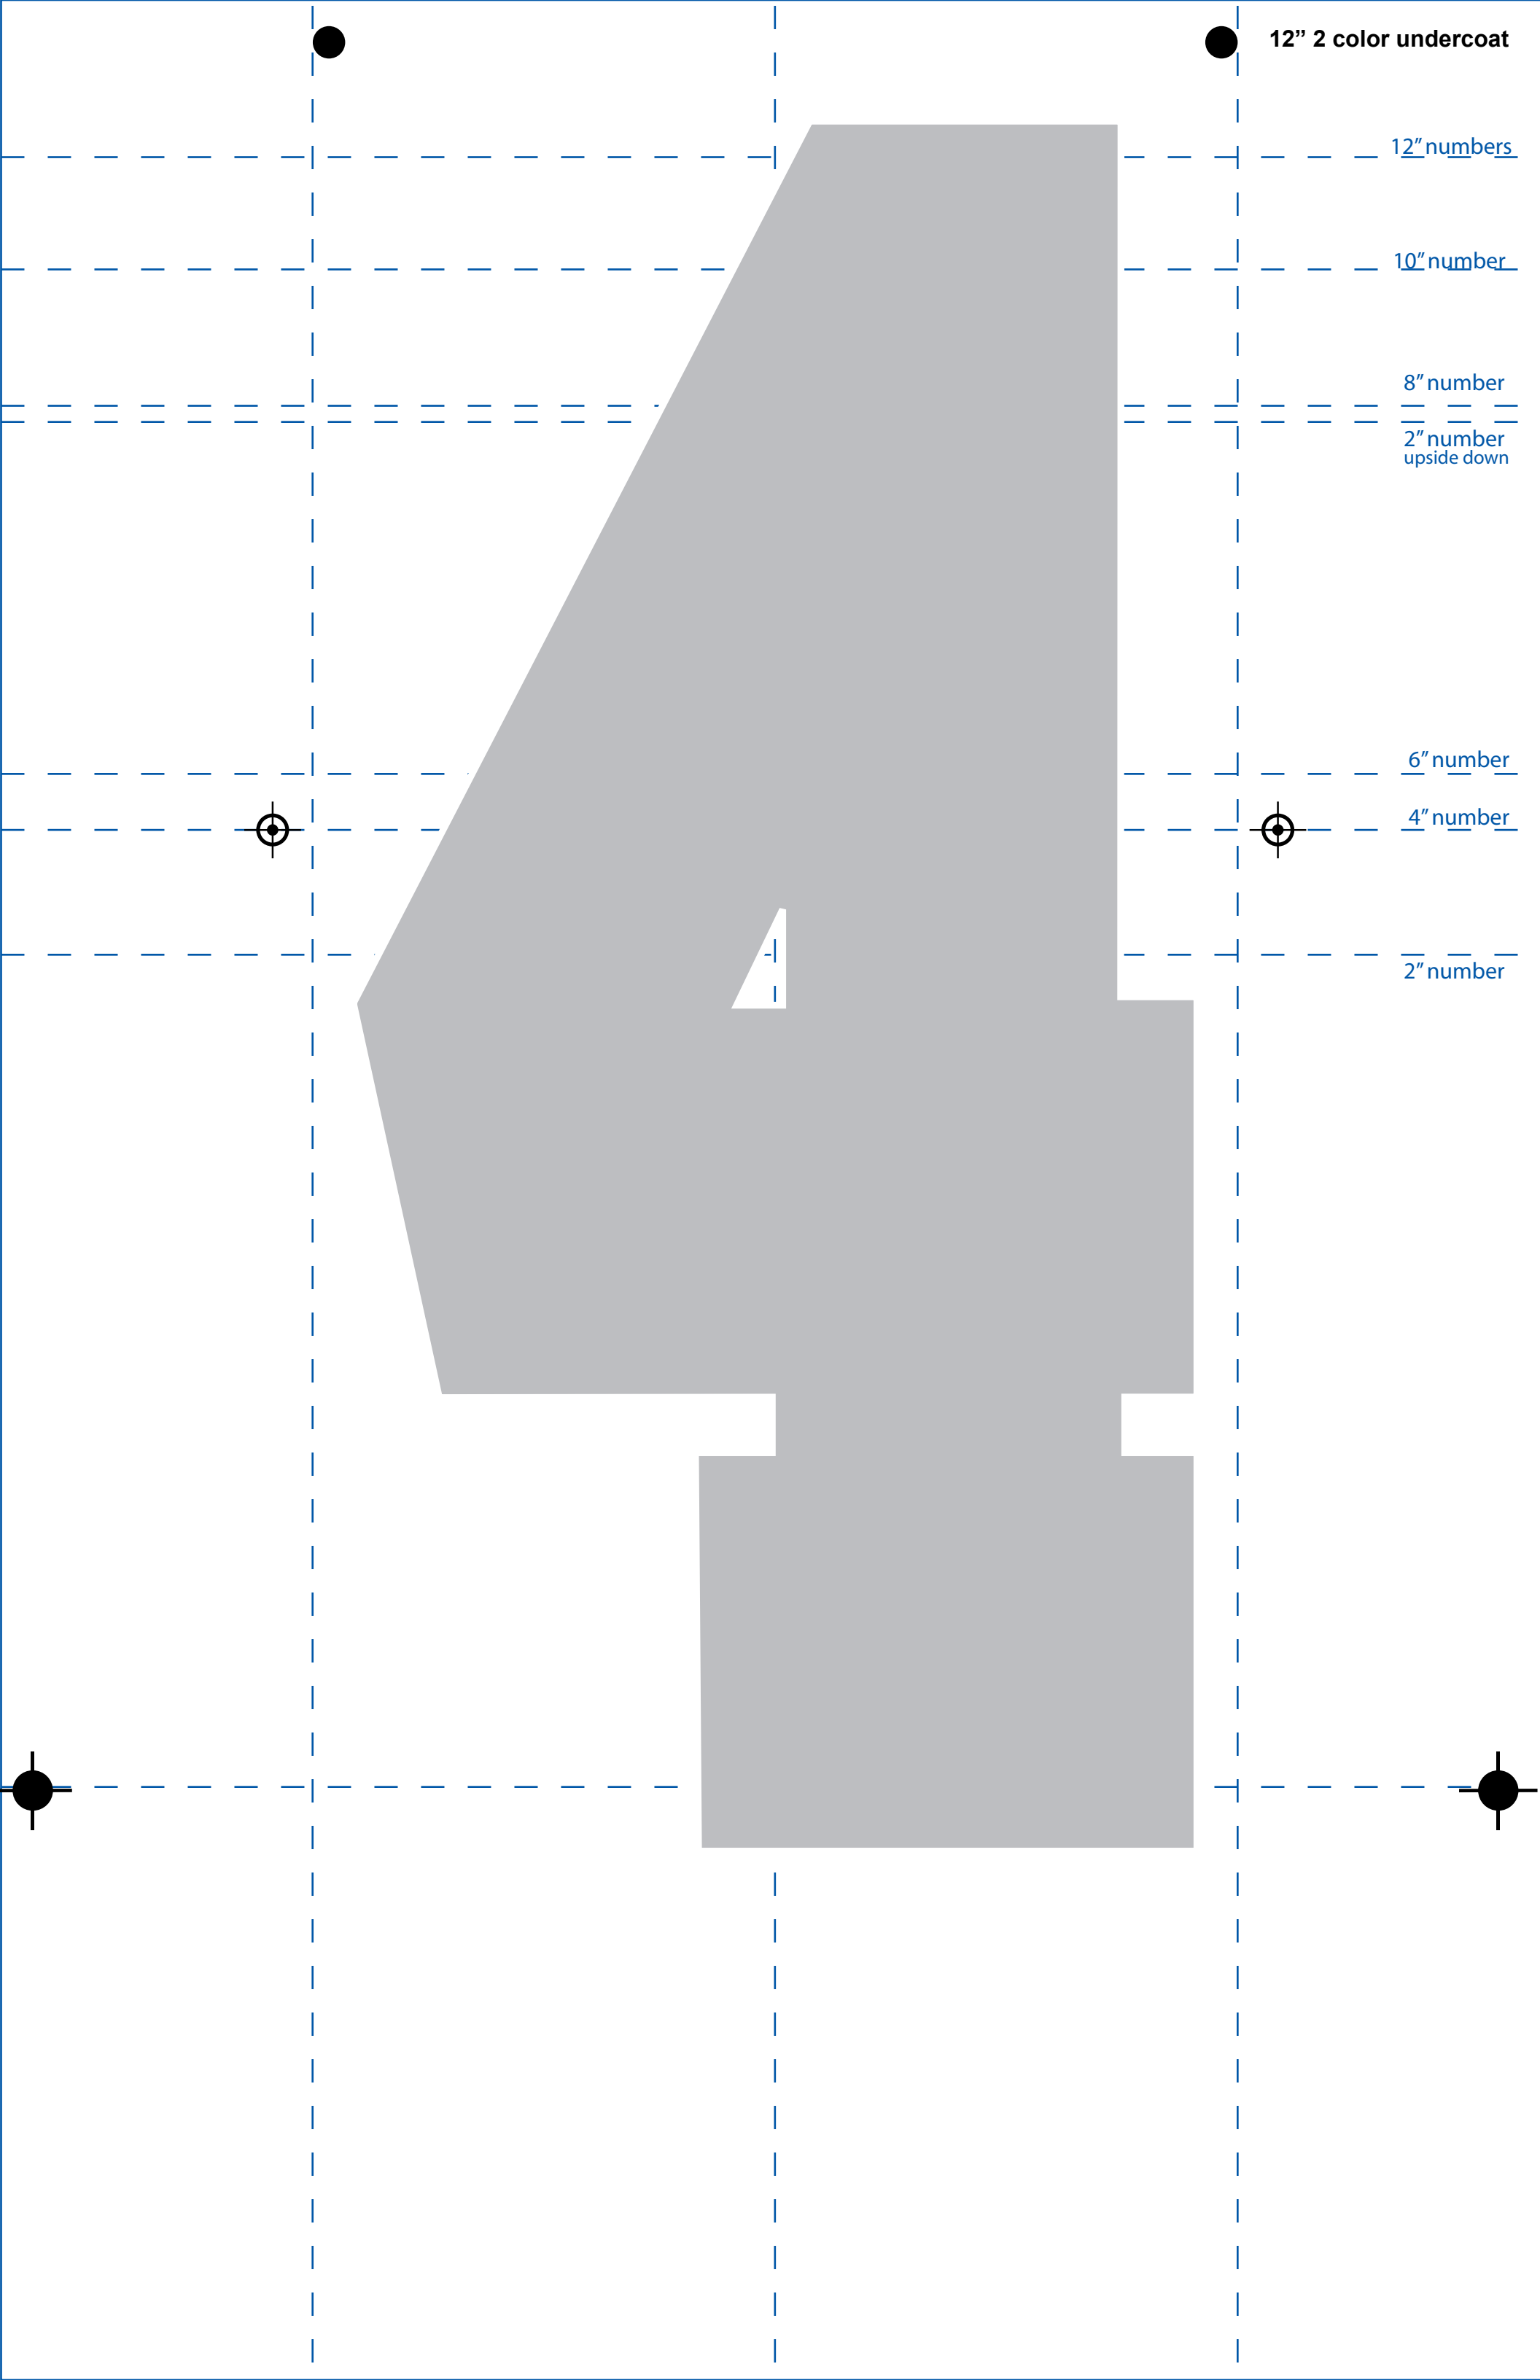 12” 2 color undercoat
12” numbers
10” number
8” number
2” number
upside down
6” number
4” number
2” number
4